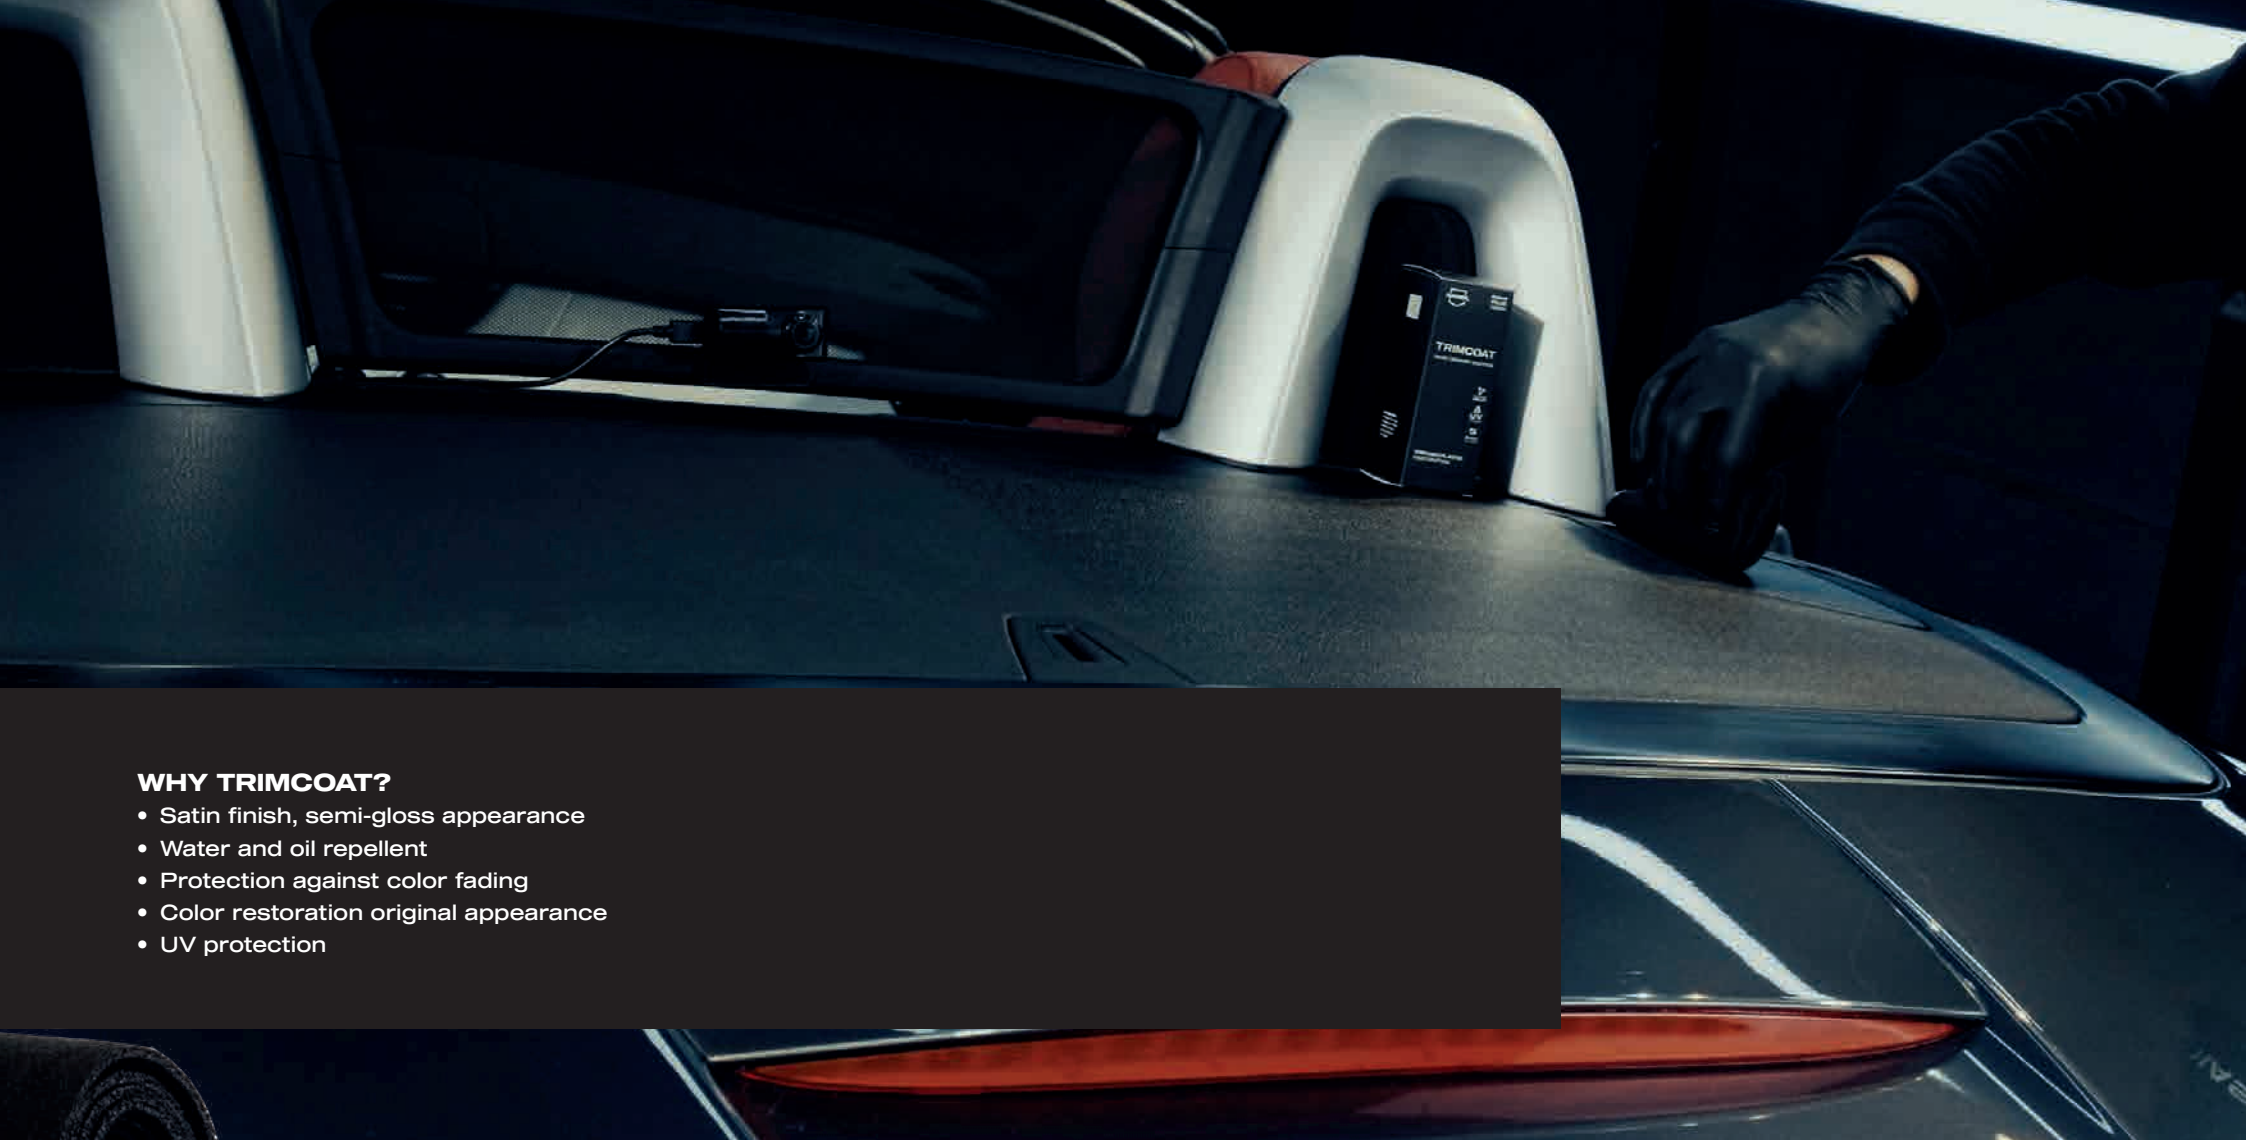 TRIMCOAT
WHY TRIMCOAT?
• Satin finish, semi-gloss appearance
• Water and oil repellent
• Protection against color fading
• Color restoration original appearance
• UV protection